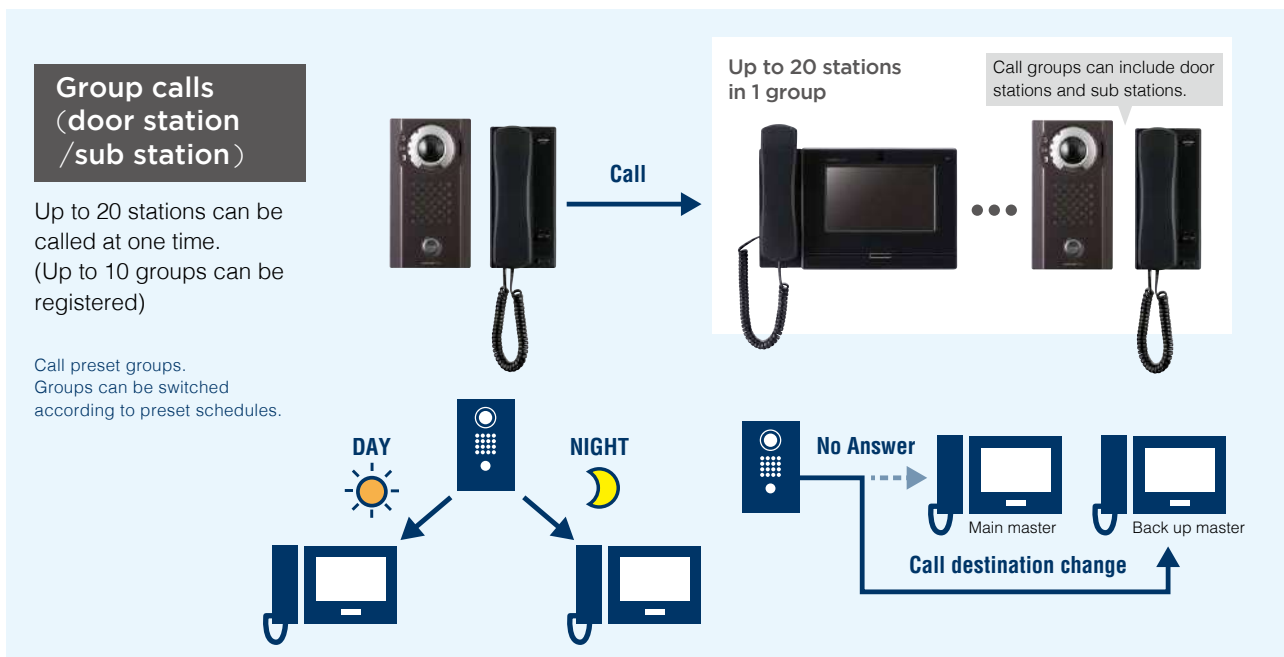 Group calls
(door station
/sub station)
Up to 20 stations can be
called at one time.
(Up to 10 groups can be
registered)
Call preset groups.
Groups can be switched
according to preset schedules.
Call
Up to 20 stations
in 1 group
Call groups can include door
stations and sub stations.
DAY
NIGHT
No Answer
Main master
Back up master
Call destination change